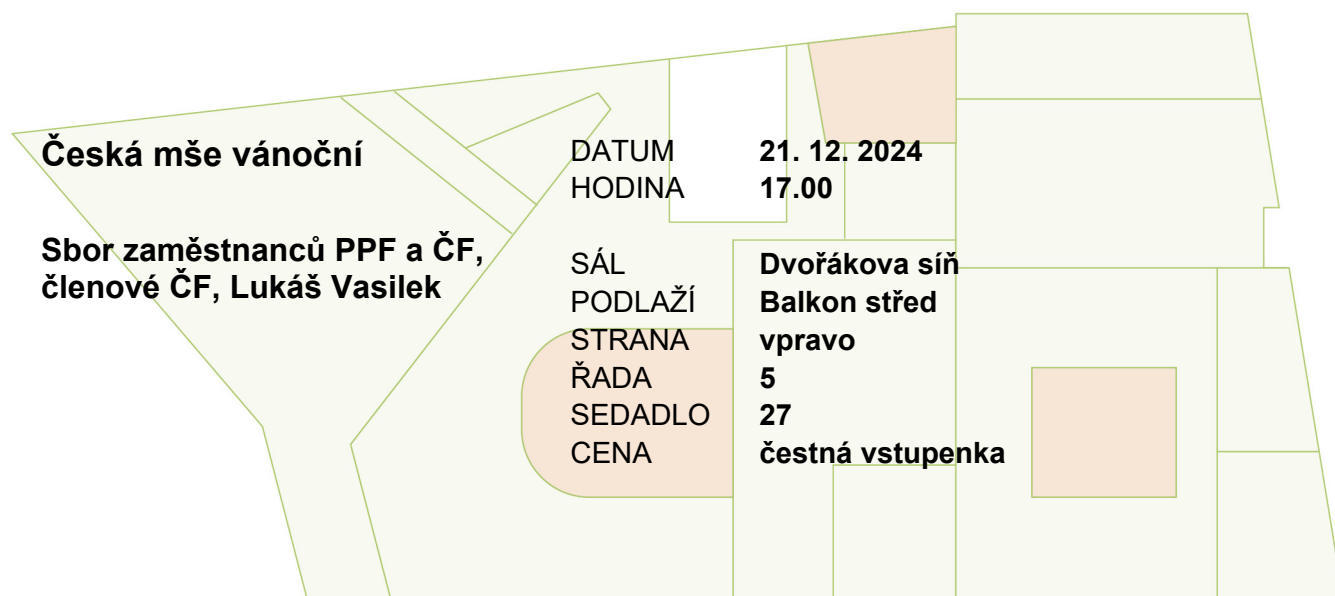 Česká mše vánoční
Sbor zaměstnanců PPF a ČF,
členové ČF, Lukáš Vasilek
DATUM 21. 12. 2024
HODINA 17.00
SÁL Dvořákova síň
PODLAŽÍ Balkon střed
STRANA vpravo
ŘADA 5
SEDADLO 27
CENA čestná vstupenka